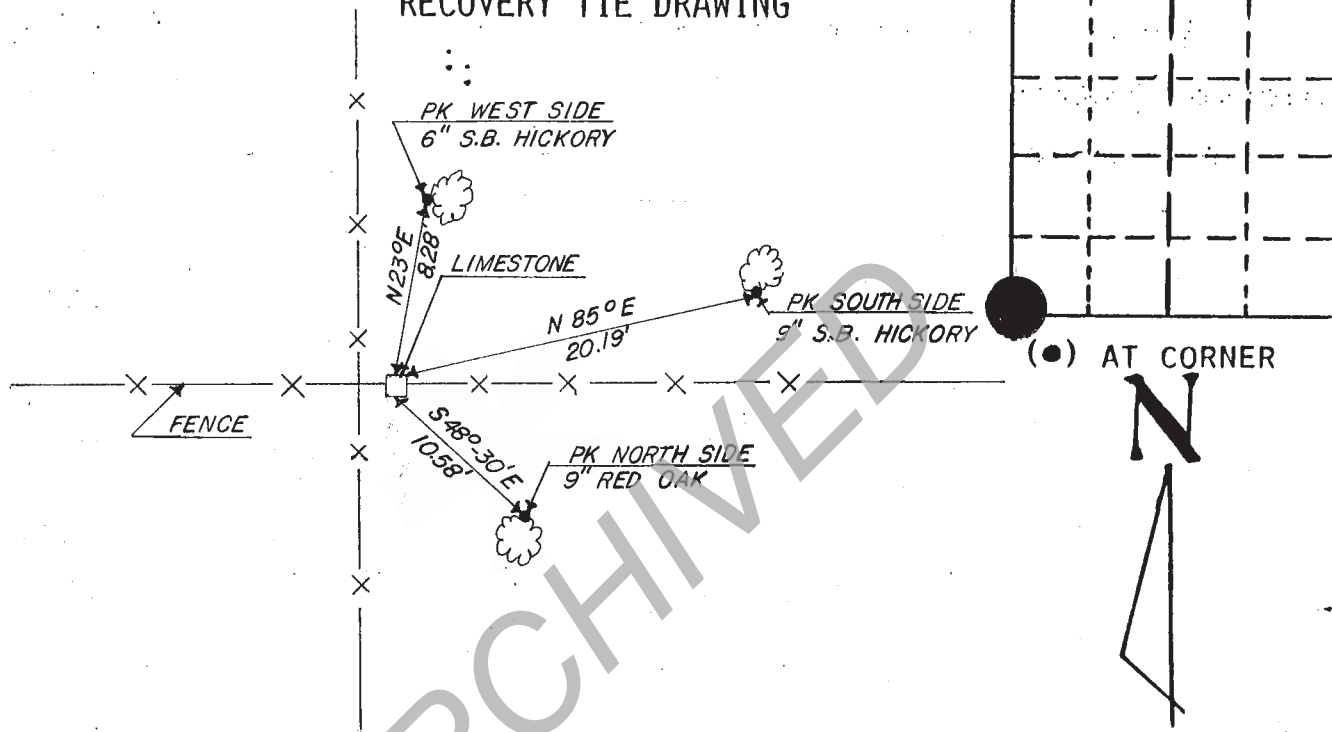 RECOVERY TIE DRAWING
PK WEST SIDE
6" S.B. HICKORY
N23°E
8.28'
LIMESTONE
N 85°E
20.19'
PK SOUTH SIDE
9" S.B. HICKORY
(●) AT CORNER
N
FENCE
S48°-30'E
10.58'
PK NORTH SIDE
9" RED OAK
ARCHIVED